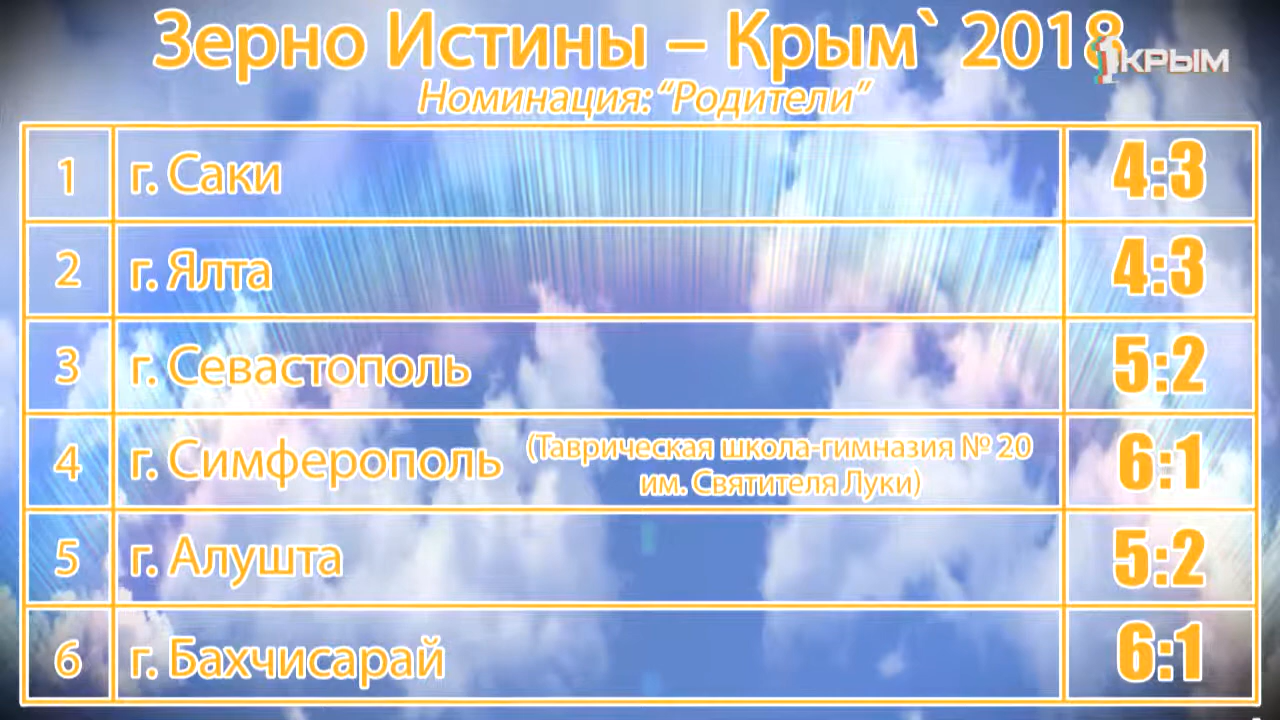 Зерно Истины – Крым` 2018
1КРЫМ
Номинация: “Родители”
1 г. Саки 4:3
2 г. Ялта 4:3
3 г. Севастополь 5:2
4 г. Симферополь (Таврическая школа-гимназия № 20
им. Святителя Луки) 6:1
5 г. Алушта 5:2
6 г. Бахчисарай 6:1